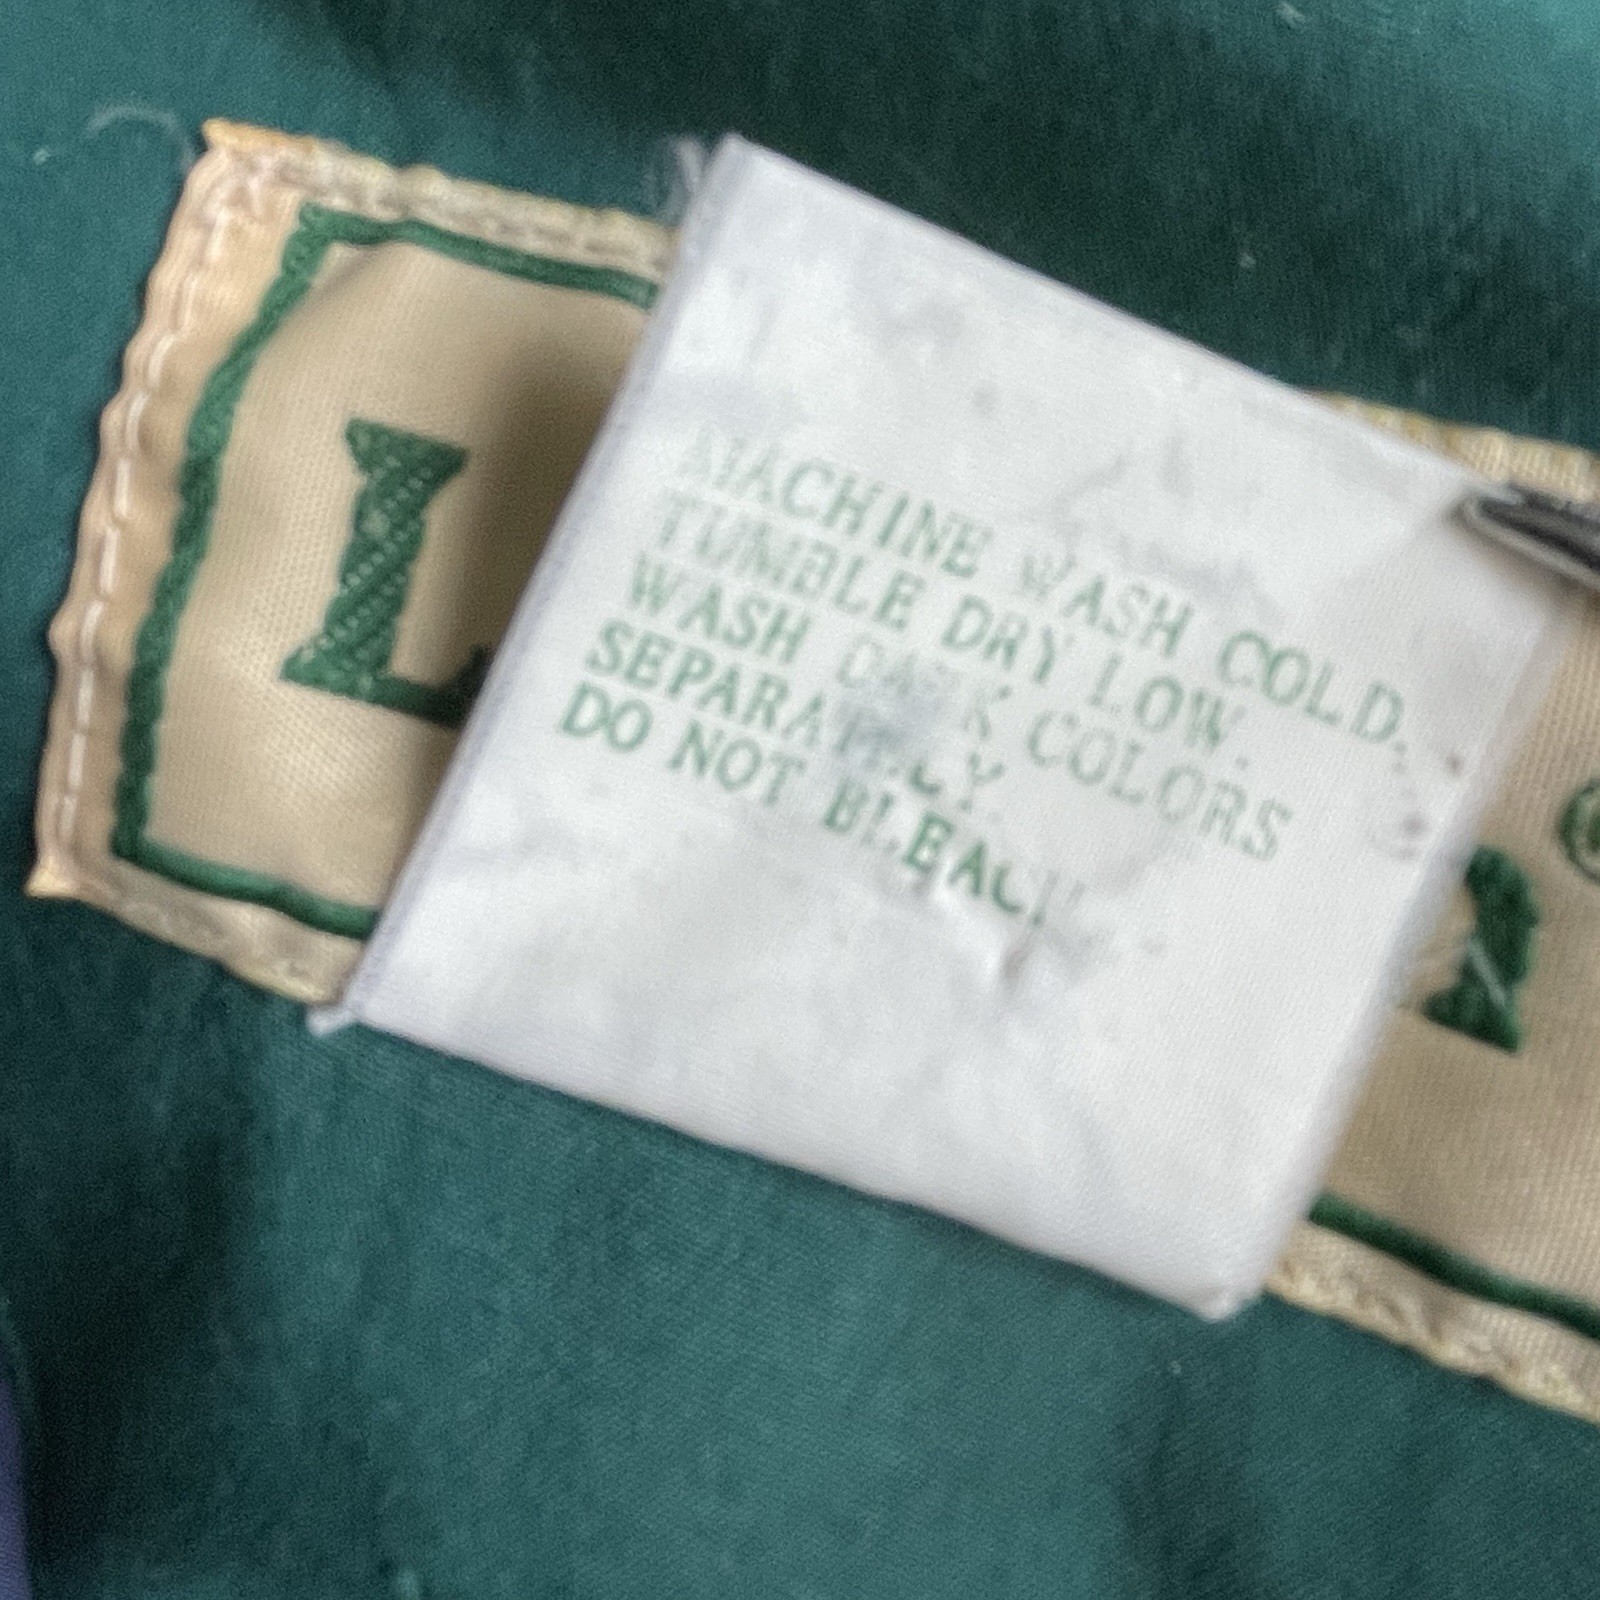 L.
MACHINE WASH COLD.
TUMBLE DRY LOW.
WASH DARK COLORS
SEPARATELY.
DO NOT BLEACH